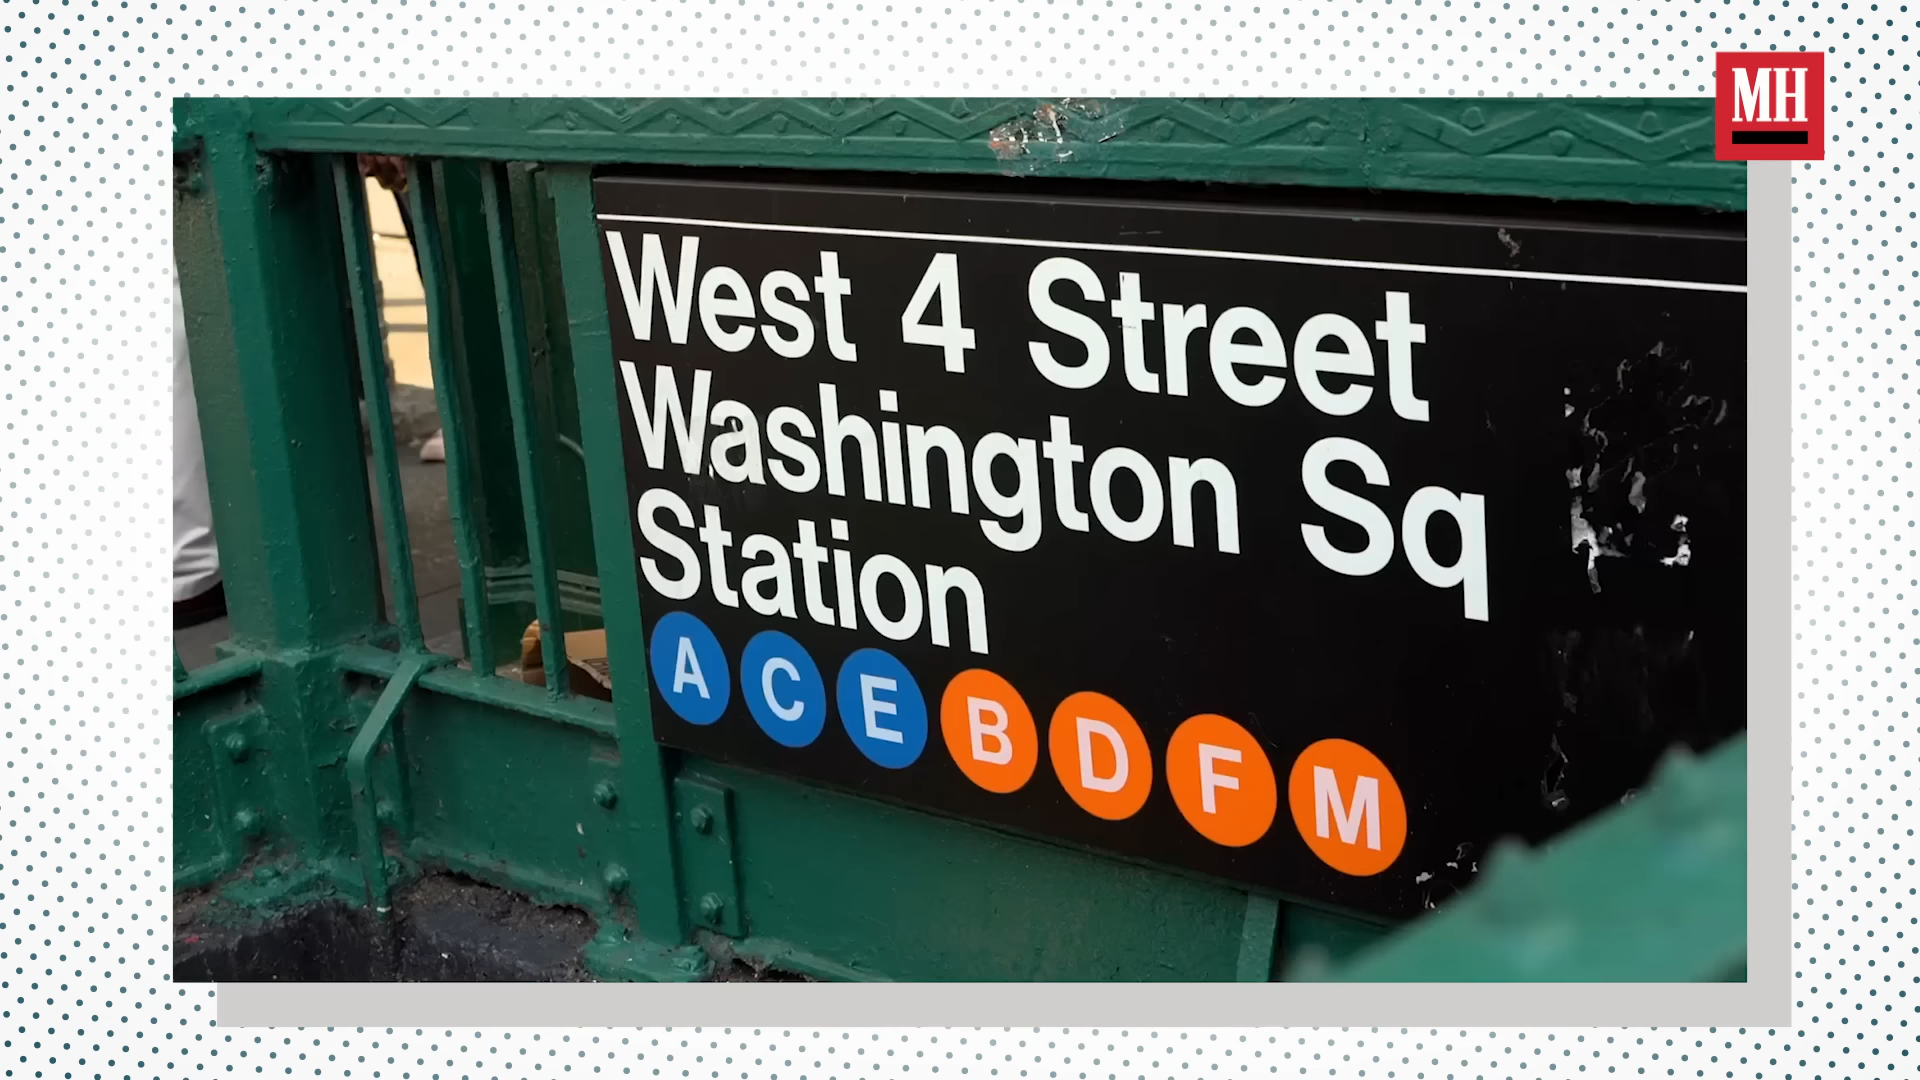 MH
West 4 Street
Washington Sq
Station
A C E B D F M